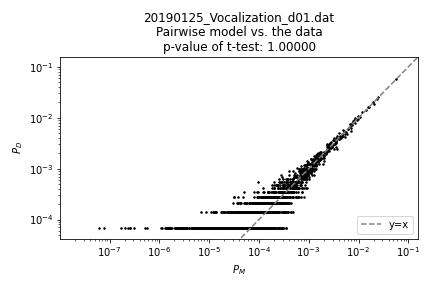 20190125_Vocalization_d01.dat
Pairwise model vs. the data
p-value of t-test: 1.00000
10⁻¹
10⁻²
10⁻³
10⁻⁴
P_D
y=x
10⁻⁷ 10⁻⁶ 10⁻⁵ 10⁻⁴ 10⁻³ 10⁻² 10⁻¹
P_M